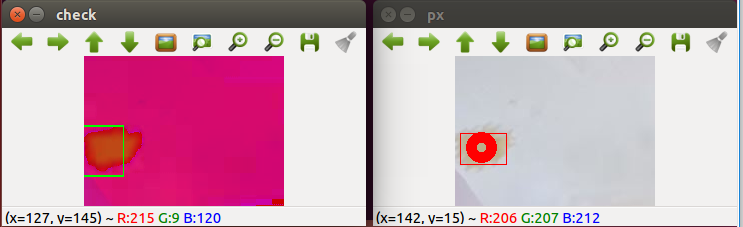 check
px
(x=127, y=145) ~ R:215 G:9 B:120
(x=142, y=15) ~ R:206 G:207 B:212